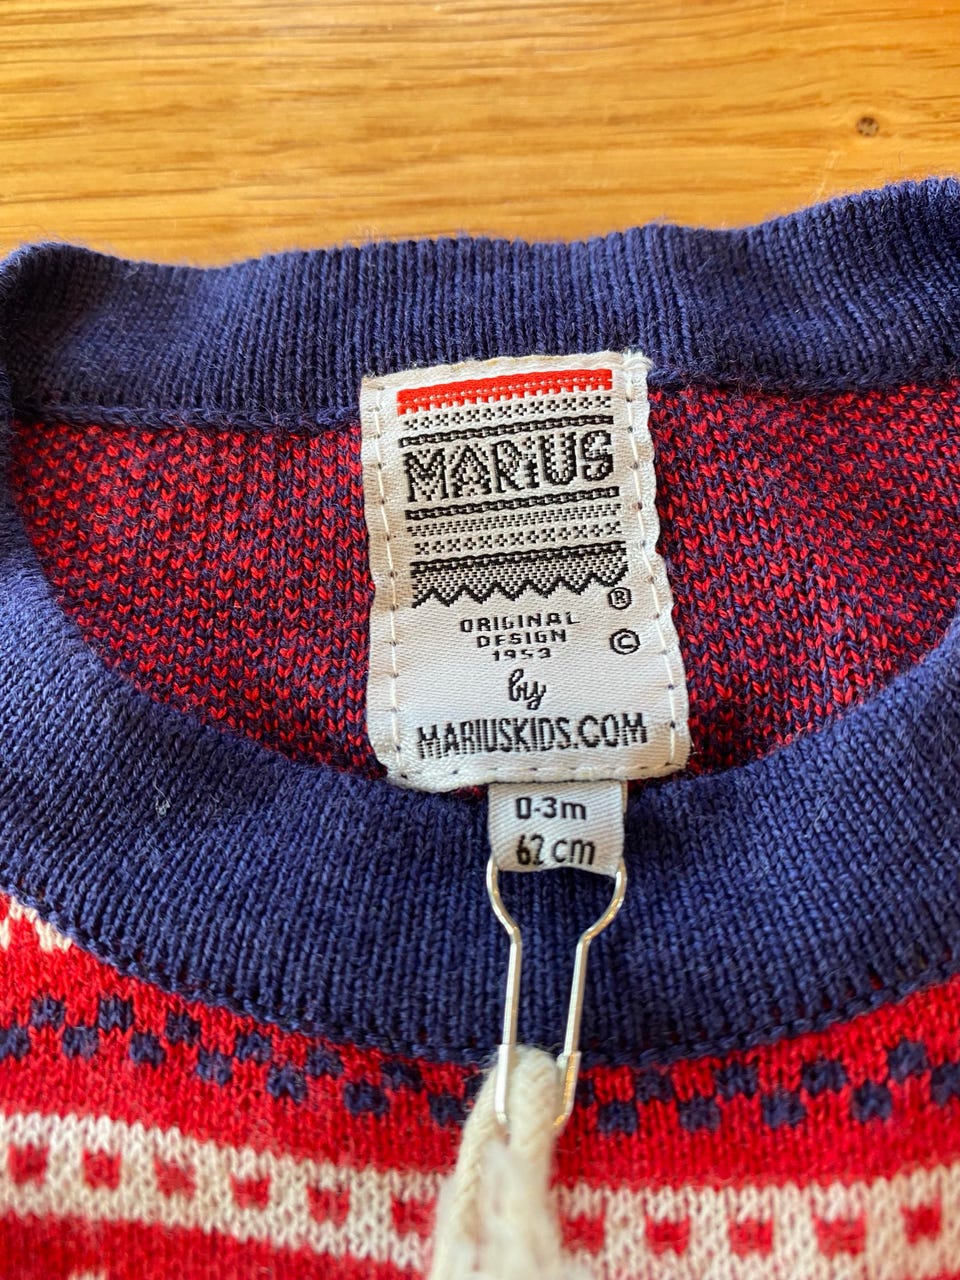 MARiUS
®
ORIGINAL
DESIGN
1953
©
by
MARIUSKIDS.COM
0-3m
62 cm